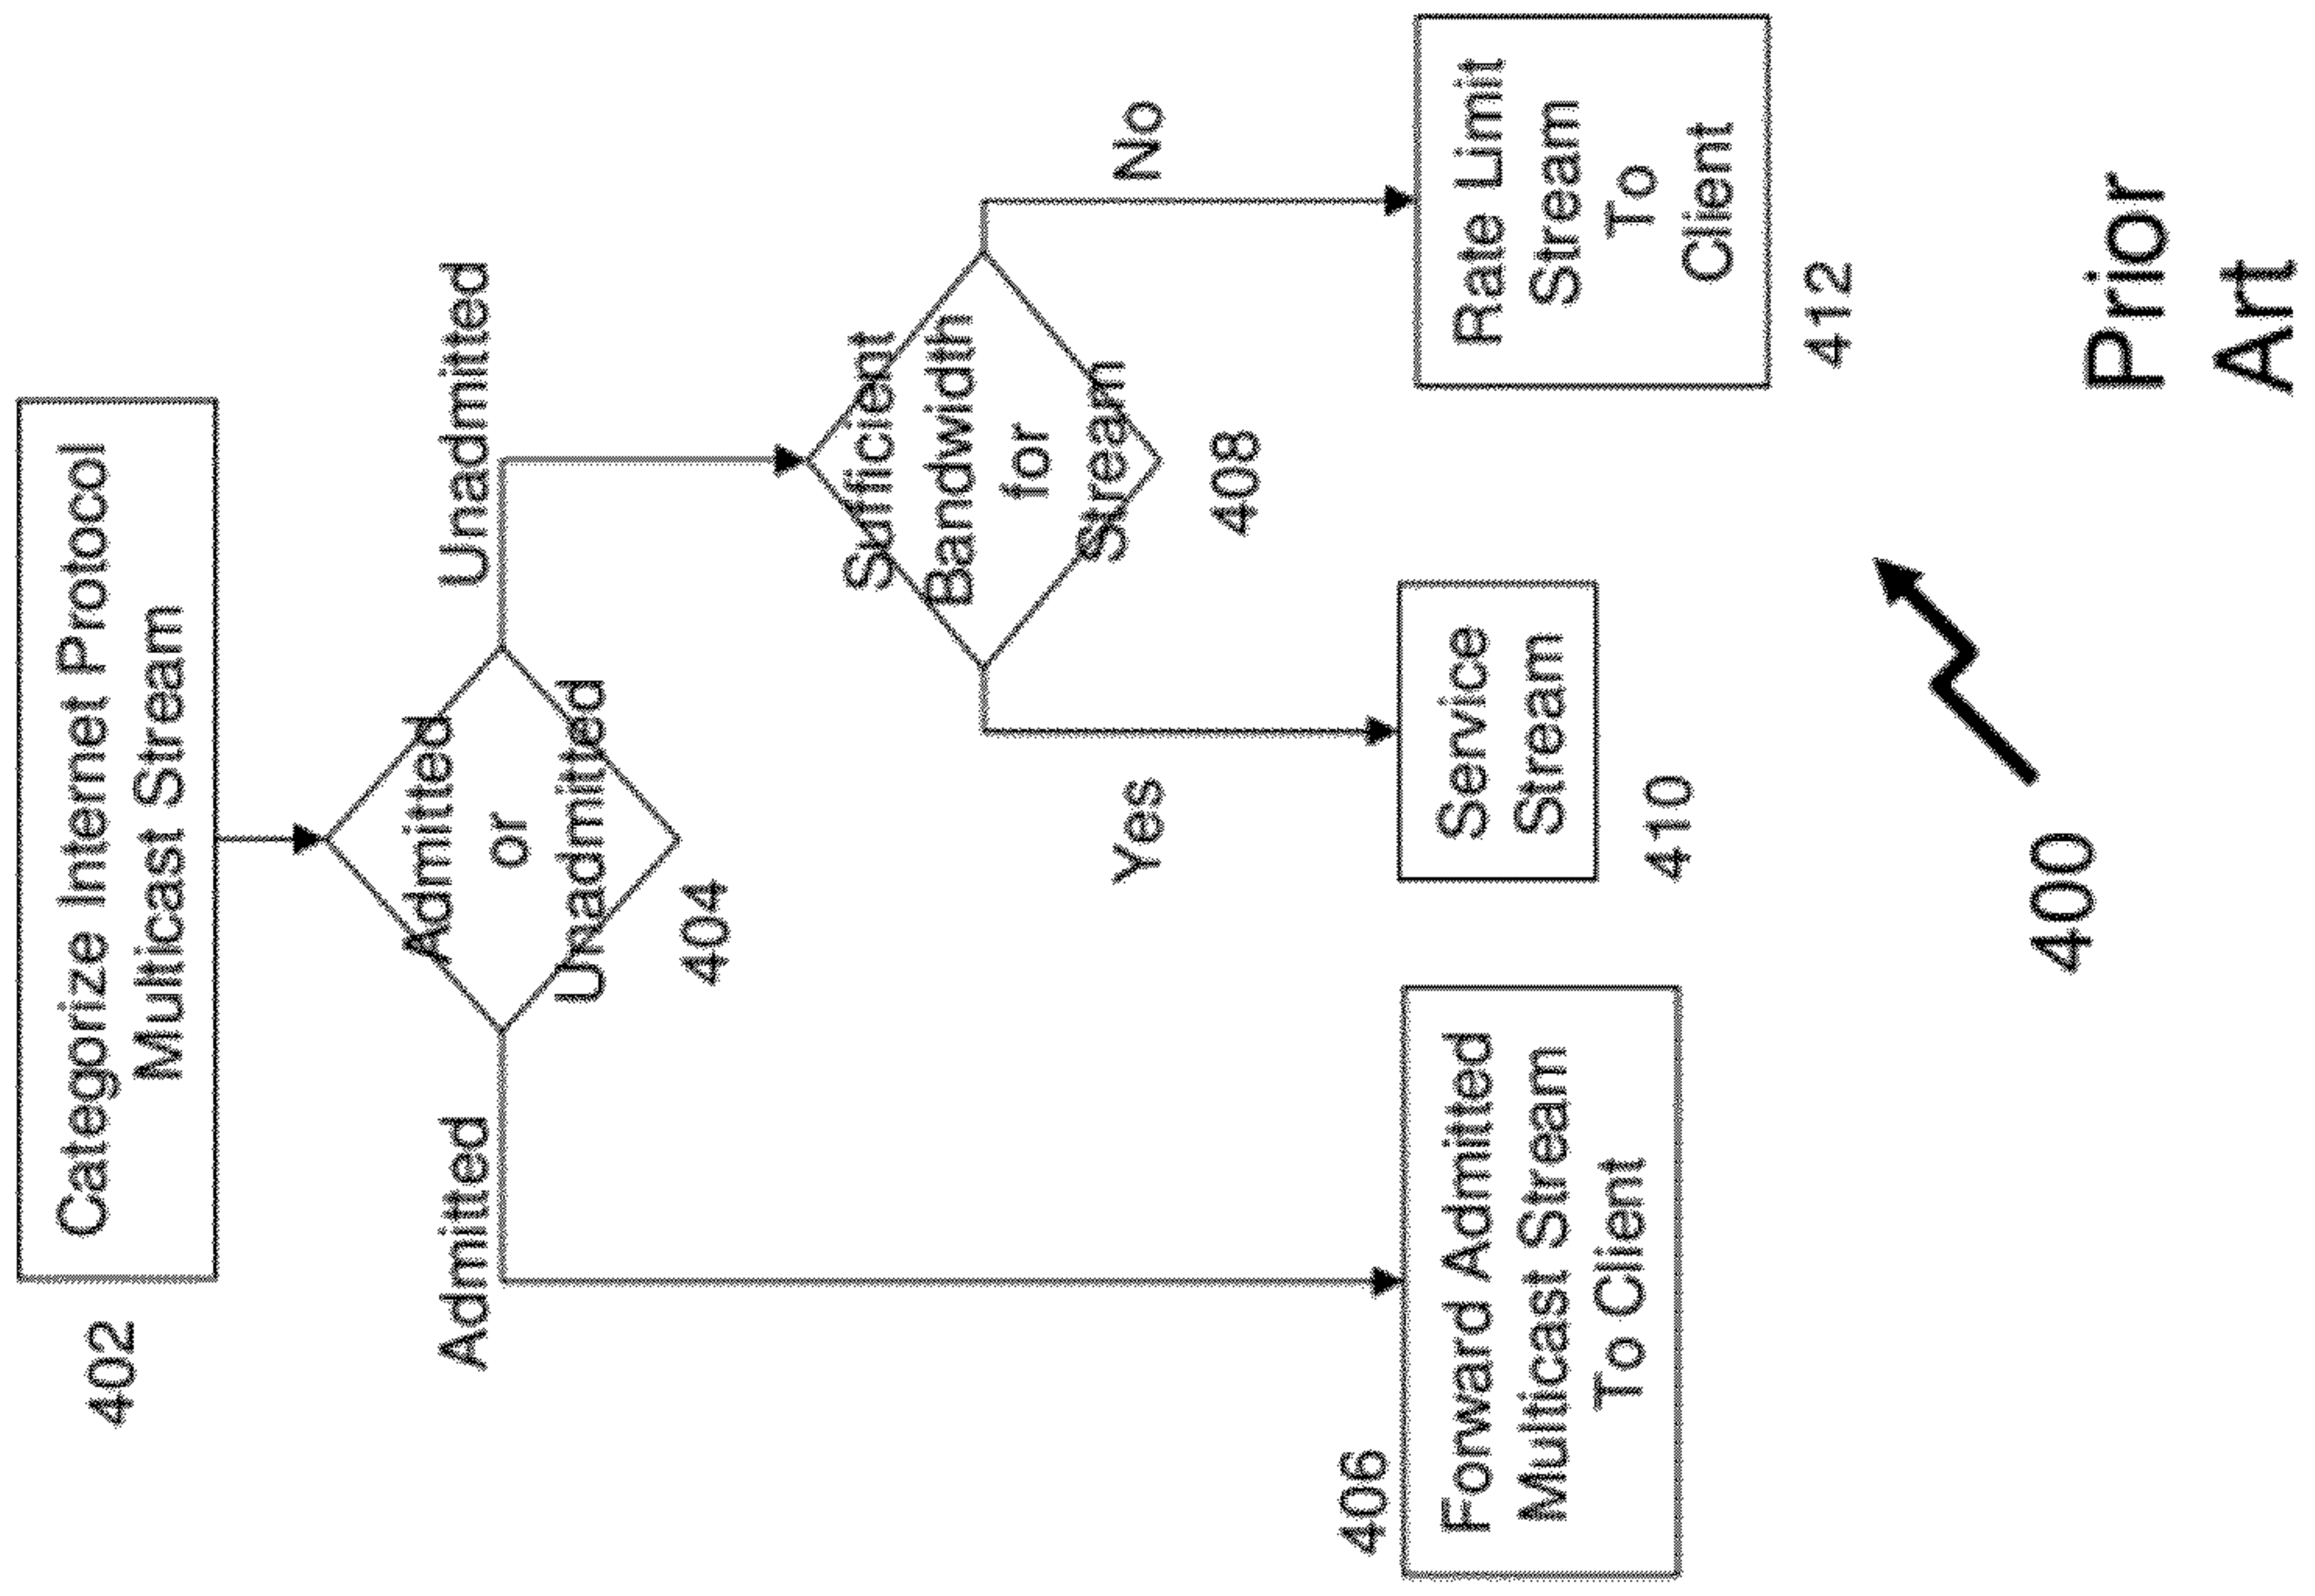 402
Categorize Internet Protocol
Multicast Stream
Admitted
Admitted
or
Unadmitted
Unadmitted
404
Sufficient
Bandwidth
for
Stream
408
Yes
No
406
Forward Admitted
Multicast Stream
To Client
Service
Stream
410
Rate Limit
Stream
To
Client
412
400
Prior
Art